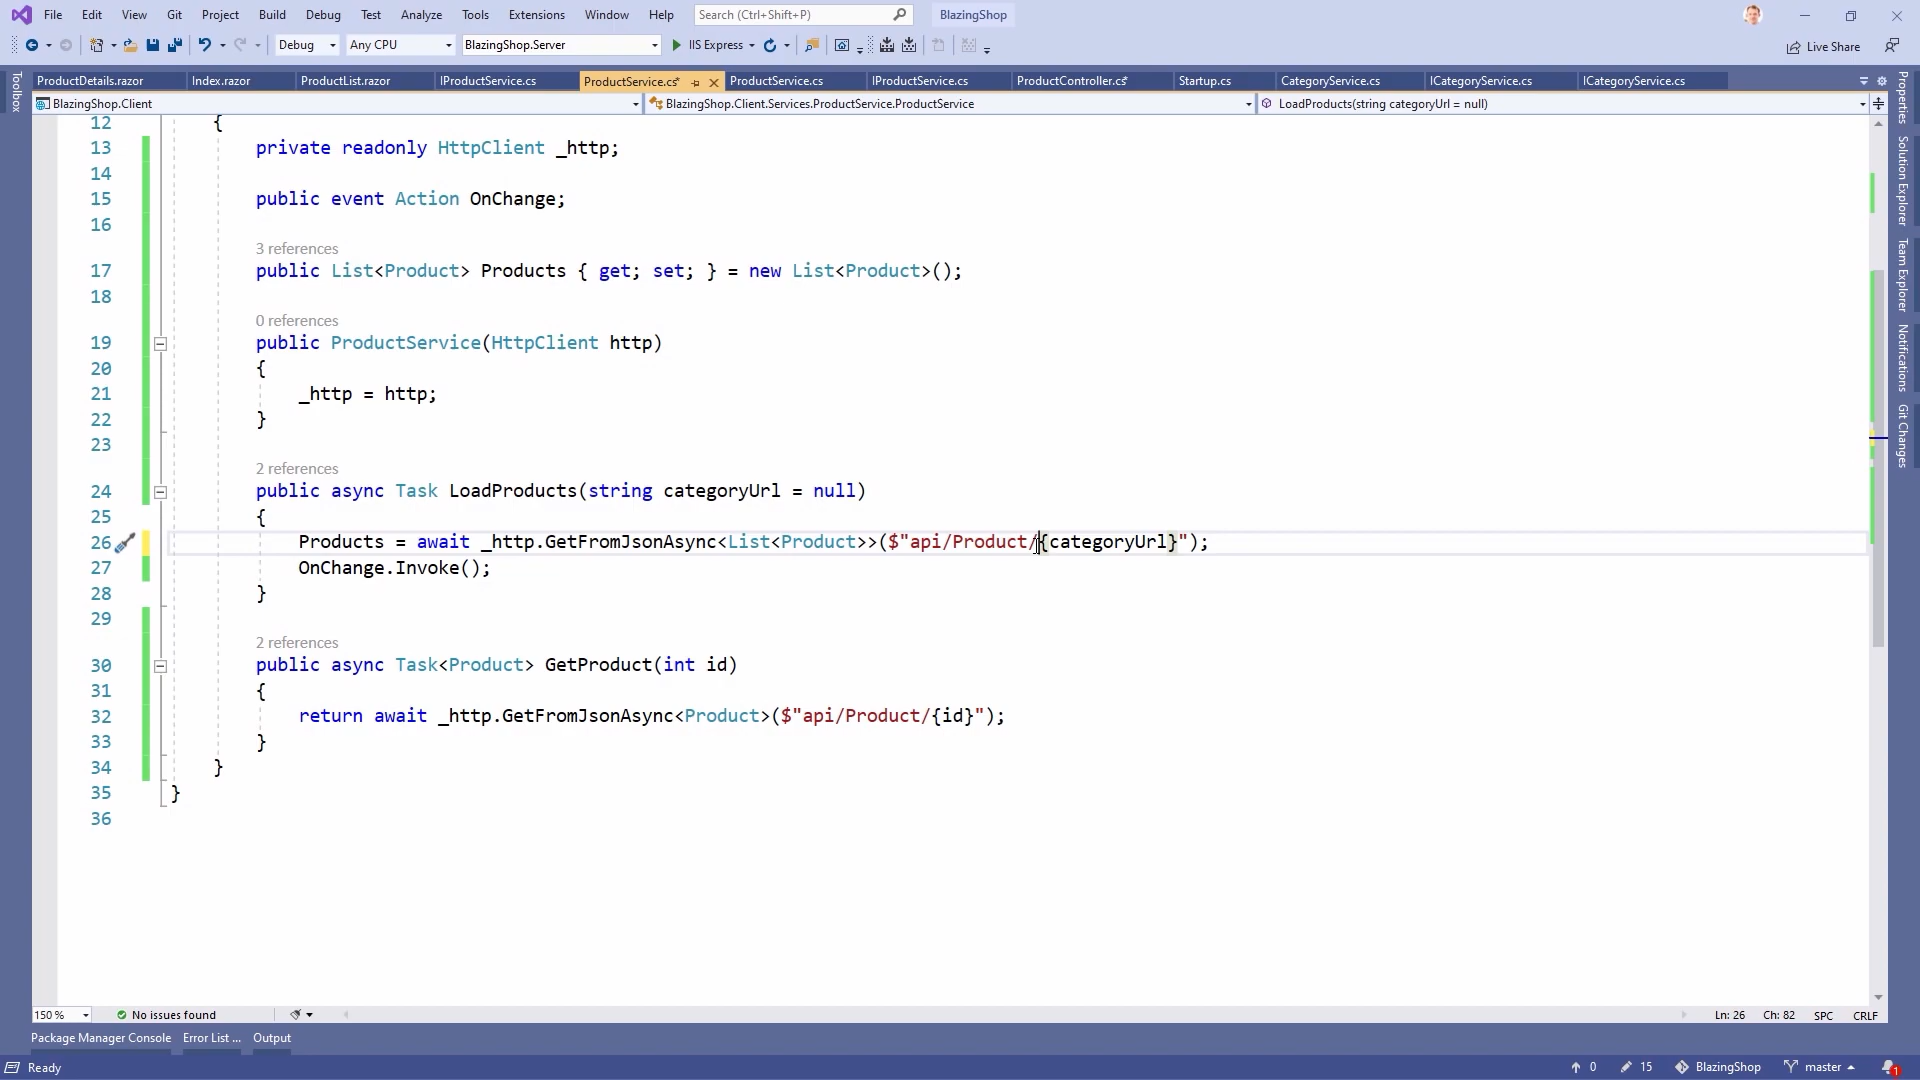 File Edit View Git Project Build Debug Test Analyze Tools Extensions Window Help Search (Ctrl+Shift+P) BlazingShop
Debug Any CPU BlazingShop.Server IIS Express Live Share
ProductDetails.razor Index.razor ProductList.razor IProductService.cs ProductService.cs* ProductService.cs IProductService.cs ProductController.cs* Startup.cs CategoryService.cs ICategoryService.cs ICategoryService.cs
BlazingShop.Client BlazingShop.Client.Services.ProductService.ProductService LoadProducts(string categoryUrl = null)
Toolbox
12 {
13 private readonly HttpClient _http;
14
15 public event Action OnChange;
16
3 references
17 public List<Product> Products { get; set; } = new List<Product>();
18
0 references
19 public ProductService(HttpClient http)
20 {
21 _http = http;
22 }
23
2 references
24 public async Task LoadProducts(string categoryUrl = null)
25 {
26 Products = await _http.GetFromJsonAsync<List<Product>>($"api/Product/{categoryUrl}");
27 OnChange.Invoke();
28 }
29
2 references
30 public async Task<Product> GetProduct(int id)
31 {
32 return await _http.GetFromJsonAsync<Product>($"api/Product/{id}");
33 }
34 }
35 }
36
Properties
Solution Explorer
Team Explorer
Notifications
Git Changes
150 % No issues found Ln: 26 Ch: 82 SPC CRLF
Package Manager Console Error List ... Output
Ready 0 15 BlazingShop master 1